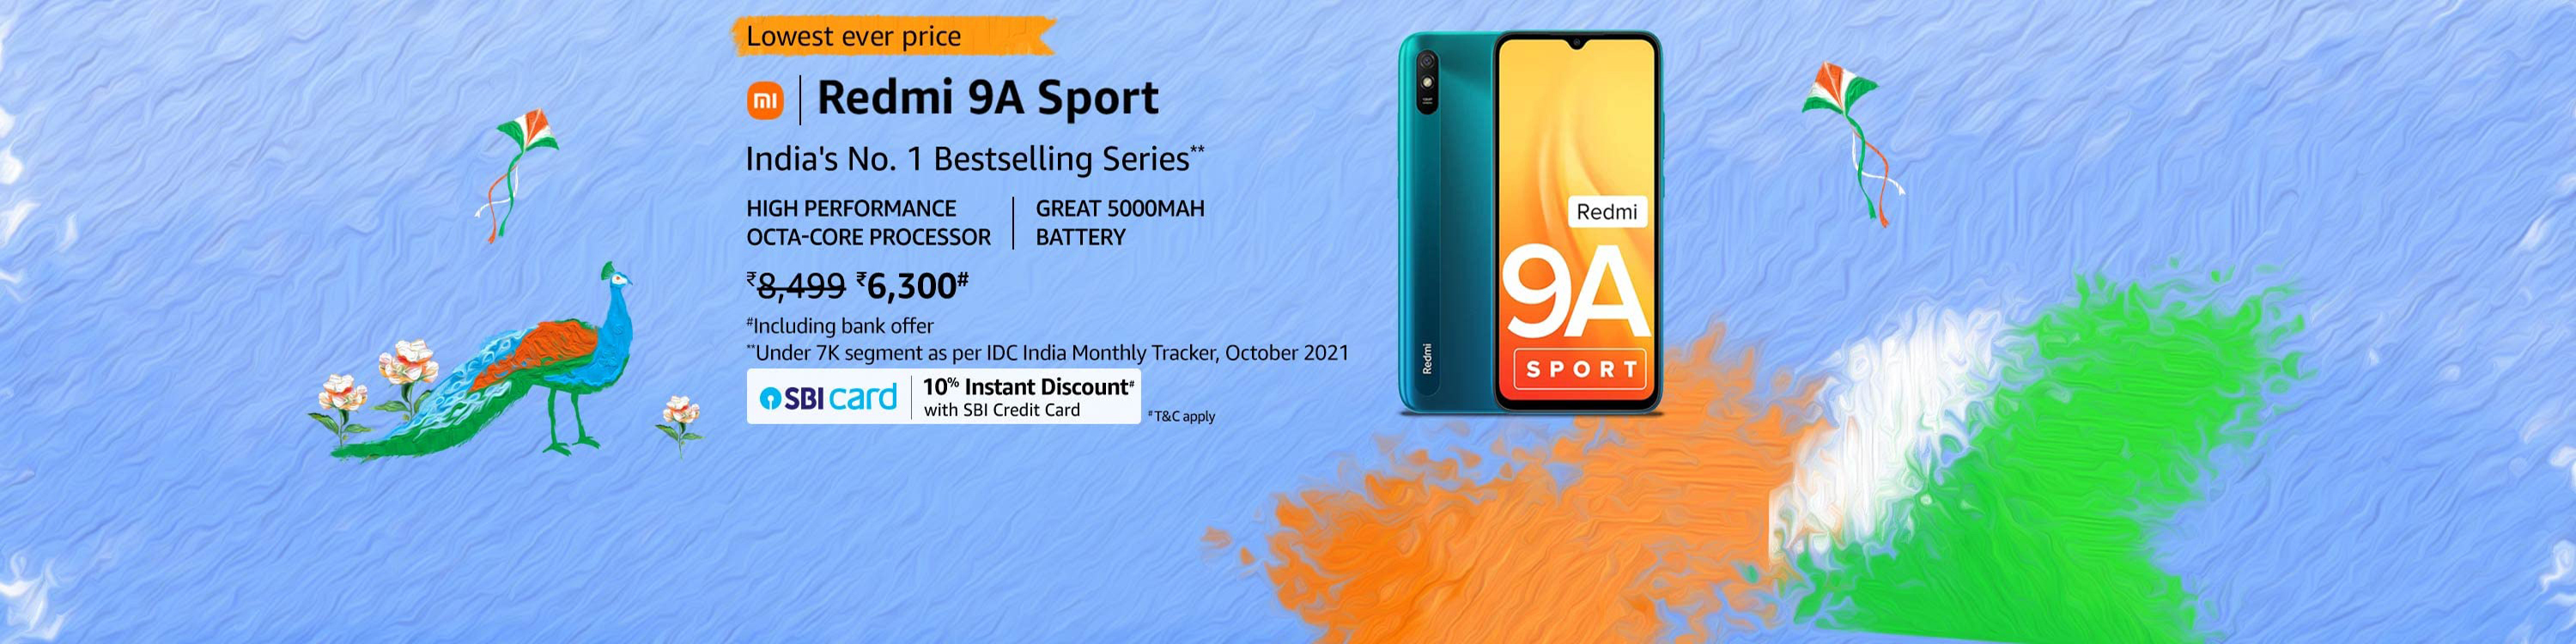 Lowest ever price
mi | Redmi 9A Sport
India's No. 1 Bestselling Series**
HIGH PERFORMANCE
OCTA-CORE PROCESSOR
GREAT 5000MAH
BATTERY
₹8,499 ₹6,300#
#Including bank offer
**Under 7K segment as per IDC India Monthly Tracker, October 2021
SBI card
10% Instant Discount#
with SBI Credit Card
#T&C apply
Redmi
Redmi
9A
SPORT